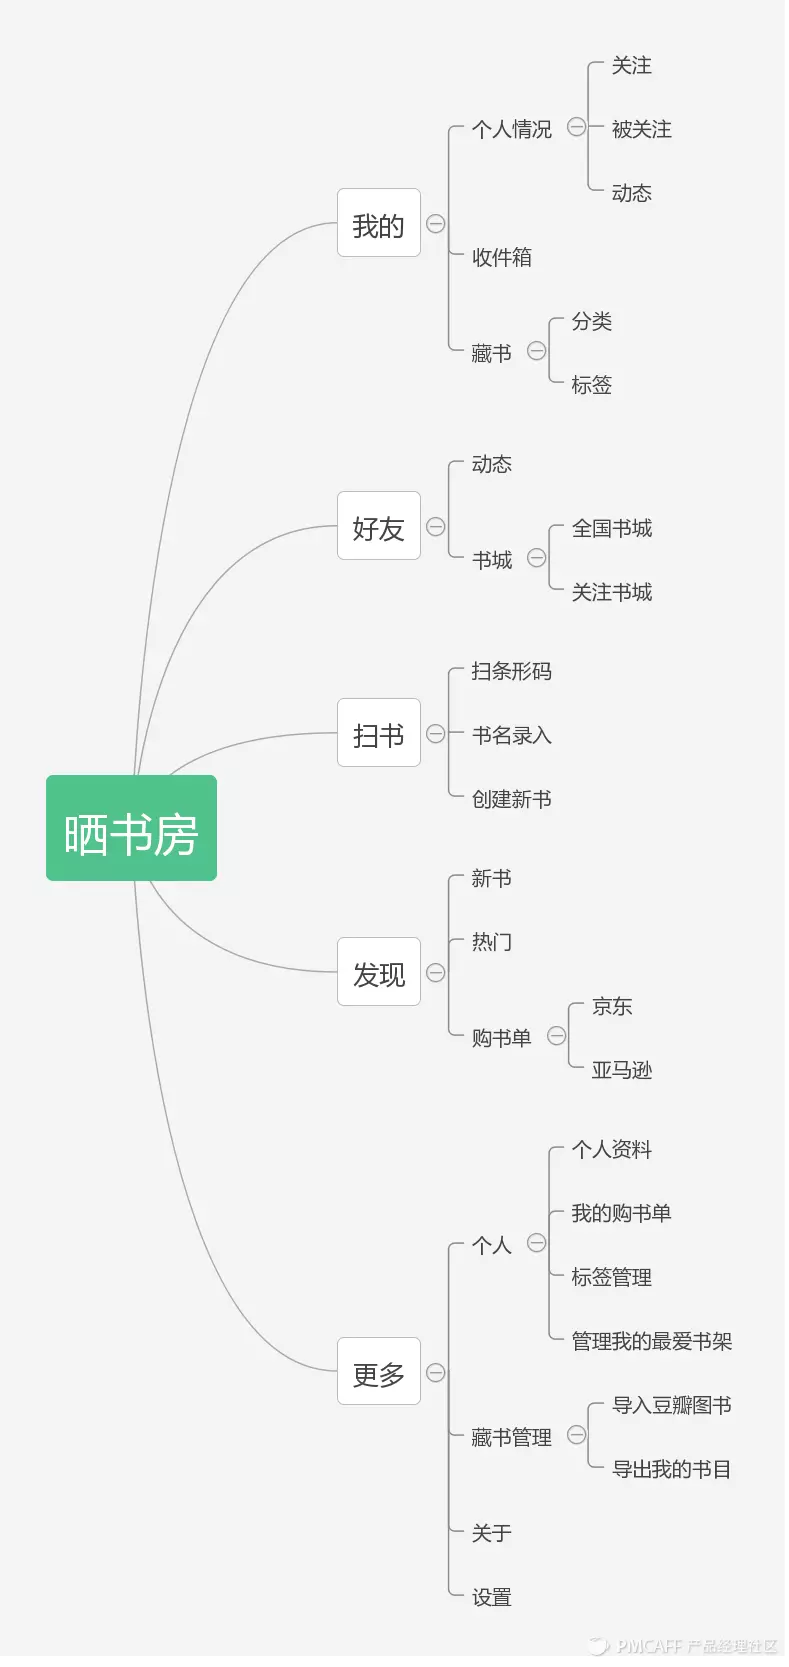 晒书房
我的
个人情况
关注
被关注
动态
收件箱
藏书
分类
标签
好友
动态
书城
全国书城
关注书城
扫书
扫条形码
书名录入
创建新书
发现
新书
热门
购书单
京东
亚马逊
更多
个人
个人资料
我的购书单
标签管理
管理我的最爱书架
藏书管理
导入豆瓣图书
导出我的书目
关于
设置
PMCAFF 产品经理社区